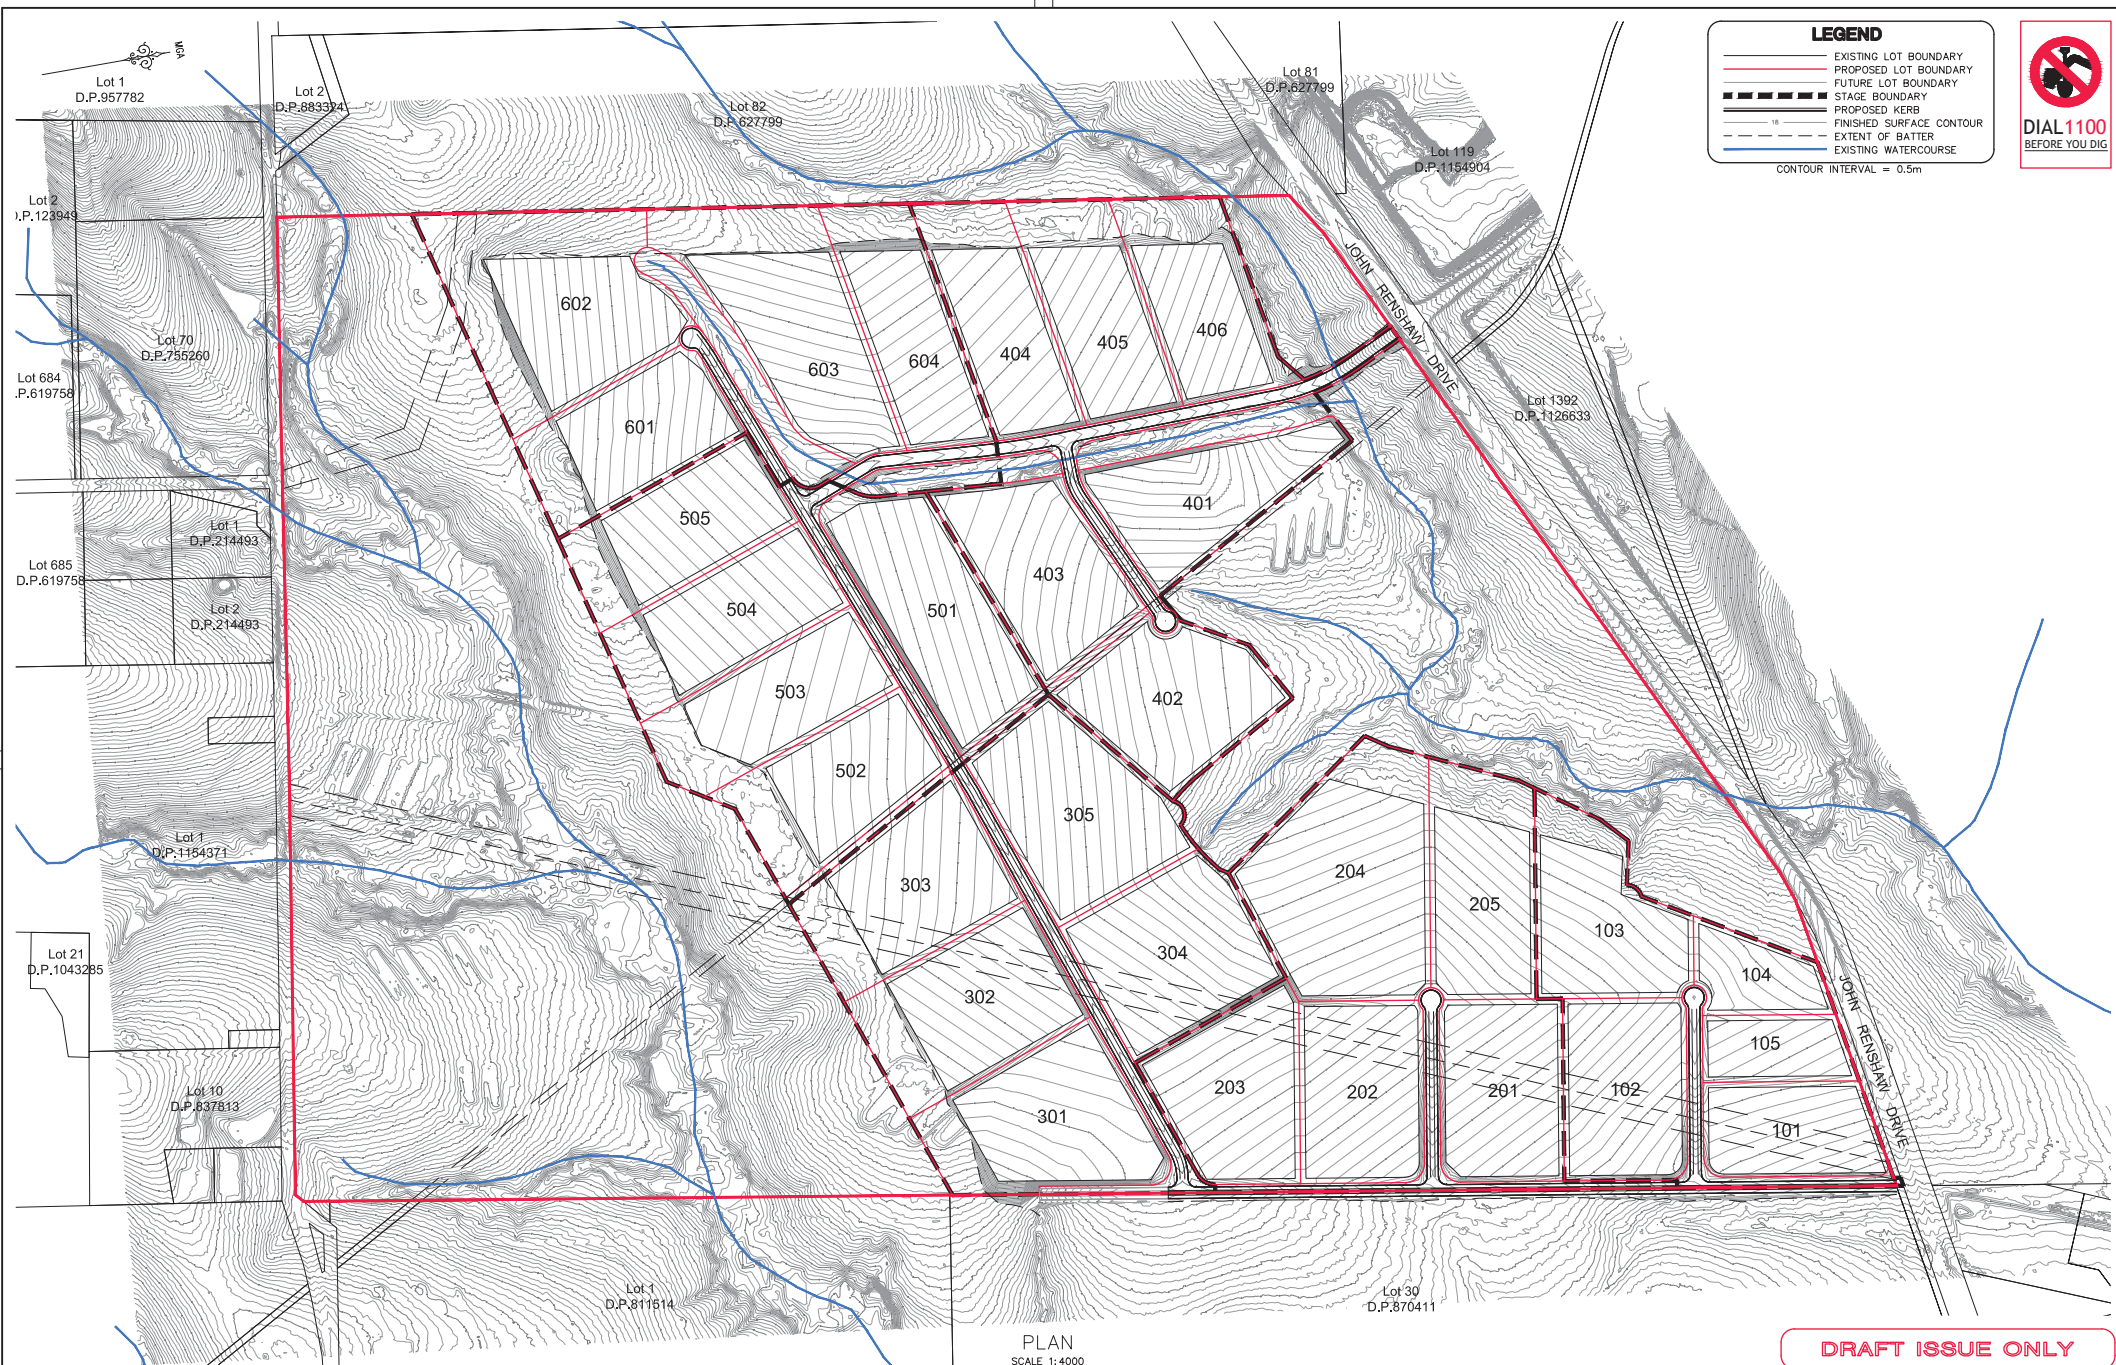 MGA
Lot 1
D.P.957782
Lot 2
D.P.883324
Lot 82
D.P.627799
Lot 81
D.P.627799
Lot 119
D.P.1154904
LEGEND
EXISTING LOT BOUNDARY
PROPOSED LOT BOUNDARY
FUTURE LOT BOUNDARY
STAGE BOUNDARY
PROPOSED KERB
18 FINISHED SURFACE CONTOUR
EXTENT OF BATTER
EXISTING WATERCOURSE
CONTOUR INTERVAL = 0.5m
DIAL1100
BEFORE YOU DIG
Lot 2
D.P.123949
Lot 70
D.P.755260
Lot 684
.P.619758
Lot 1392
D.P.1126633
JOHN RENSHAW DRIVE
602
603
604
404
405
406
601
505
401
Lot 1
D.P.214493
Lot 685
D.P.619758
Lot 2
D.P.214493
504
501
403
503
402
502
305
303
204
205
103
104
304
302
105
203
202
201
102
101
301
JOHN RENSHAW DRIVE
Lot 1
D.P.1154371
Lot 21
D.P.1043285
Lot 10
D.P.837813
Lot 1
D.P.811514
Lot 30
D.P.870411
PLAN
SCALE 1:4000
DRAFT ISSUE ONLY